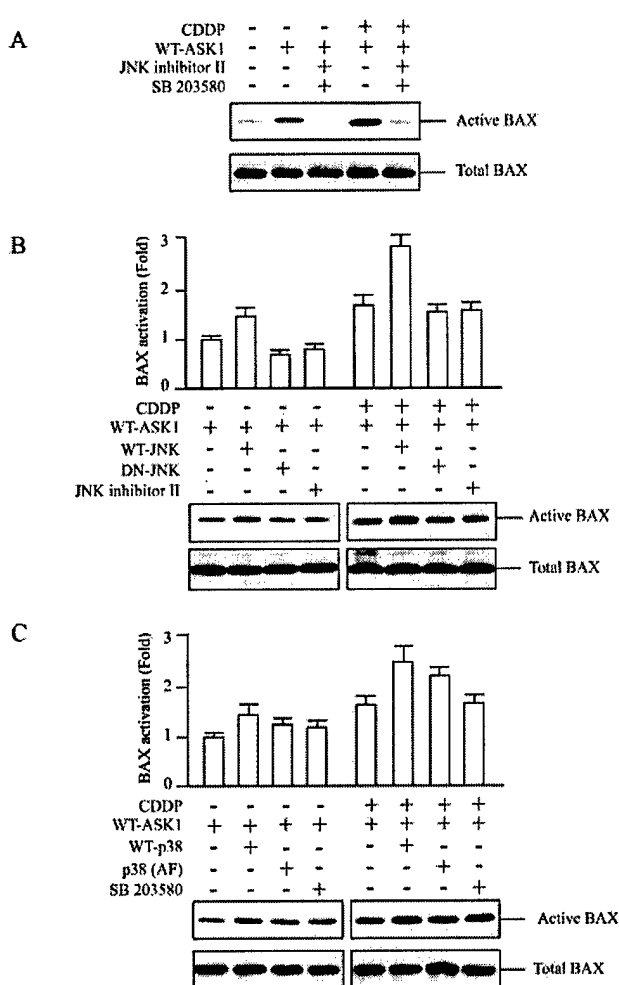 A
CDDP - - - + +
WT-ASK1 - + + + +
JNK inhibitor II - - + - +
SB 203580 - - + - +
Active BAX
Total BAX
B
BAX activation (Fold)
3
2
1
0
CDDP - - - - + + + +
WT-ASK1 + + + + + + + +
WT-JNK - + - - - + - -
DN-JNK - - + - - - + -
JNK inhibitor II - - - + - - - +
Active BAX
Total BAX
C
BAX activation (Fold)
3
2
1
0
CDDP - - - - + + + +
WT-ASK1 + + + + + + + +
WT-p38 - + - - - + - -
p38 (AF) - - + - - - + -
SB 203580 - - - + - - - +
Active BAX
Total BAX